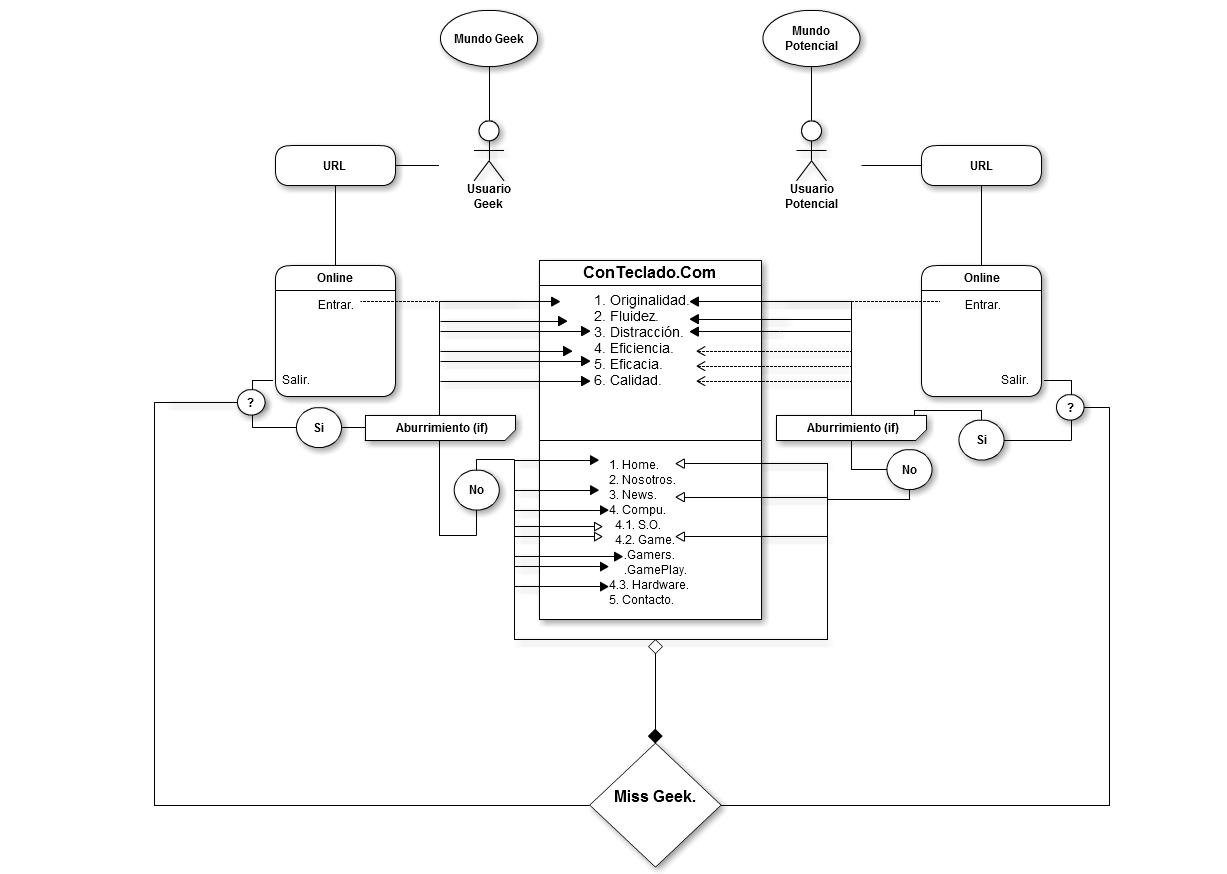 Mundo Geek
Mundo
Potencial
URL
Usuario
Geek
Usuario
Potencial
URL
Online
Entrar.
Salir.
ConTeclado.Com
1. Originalidad.
2. Fluidez.
3. Distracción.
4. Eficiencia.
5. Eficacia.
6. Calidad.
Online
Entrar.
Salir.
?
Si
Aburrimiento (if)
No
Aburrimiento (if)
Si
?
No
1. Home.
2. Nosotros.
3. News.
4. Compu.
4.1. S.O.
4.2. Game.
.Gamers.
.GamePlay.
4.3. Hardware.
5. Contacto.
Miss Geek.